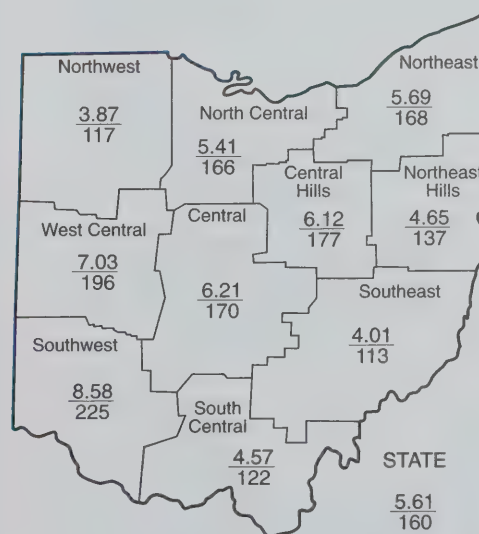 Northwest
3.87
117
North Central
5.41
166
Northeast
5.69
168
Central
Hills
6.12
177
Northeast
Hills
4.65
137
West Central
7.03
196
Central
6.21
170
Southeast
4.01
113
Southwest
8.58
225
South
Central
4.57
122
STATE
5.61
160